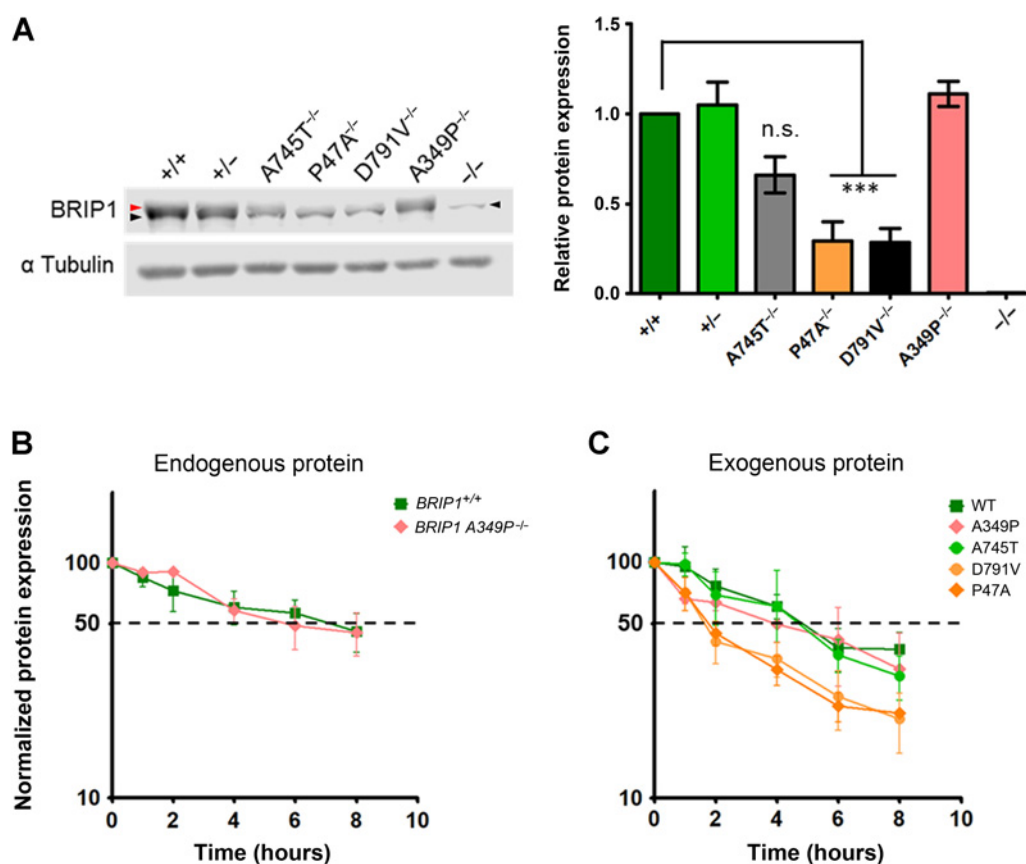 A
+/+ +/– A745T-/- P47A-/- D791V-/- A349P-/- –/–
BRIP1
α Tubulin
Relative protein expression
1.0
0.5
0.0
n.s.
***
+/+ +/– A745T-/- P47A-/- D791V-/- A349P-/- –/–
B
Endogenous protein
BRIP1+/+
BRIP1 A349P–/–
Normalized protein expression
100
50
10
0 2 4 6 8 10
Time (hours)
C
Exogenous protein
WT
A349P
A745T
D791V
P47A
100
50
10
0 2 4 6 8 10
Time (hours)